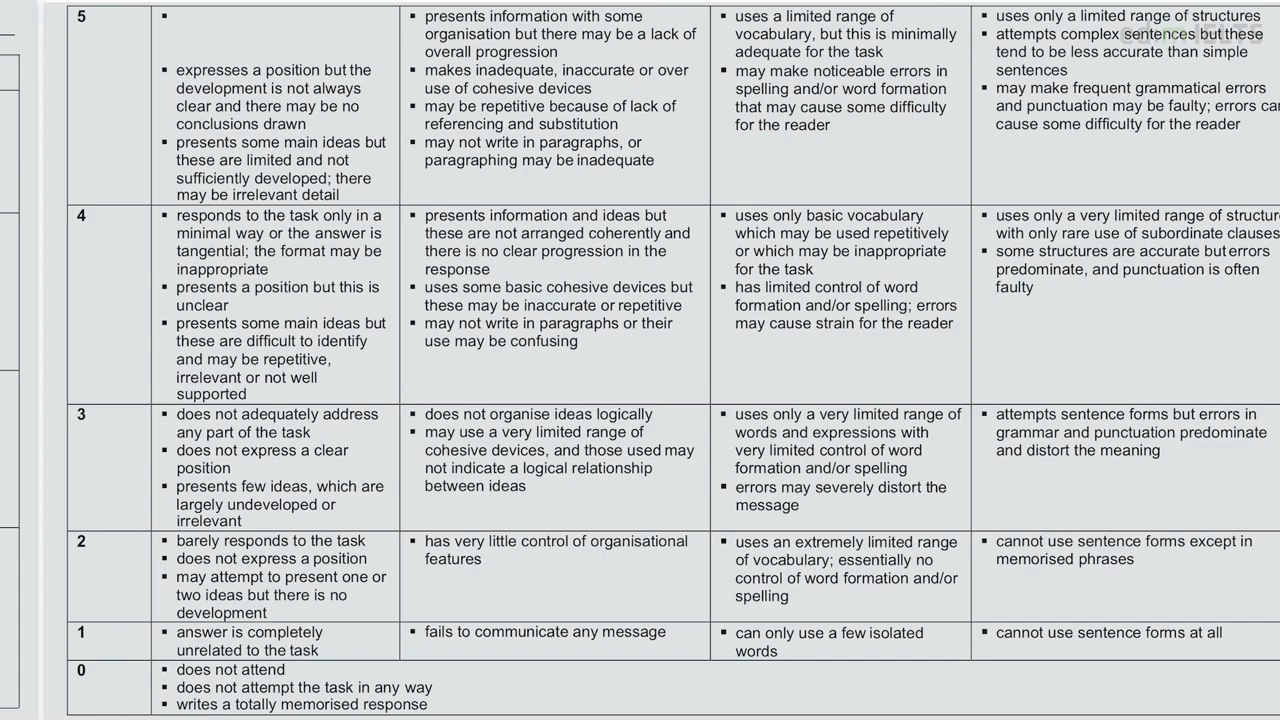 5
▪
▪ expresses a position but the
development is not always
clear and there may be no
conclusions drawn
▪ presents some main ideas but
these are limited and not
sufficiently developed; there
may be irrelevant detail
▪ presents information with some
organisation but there may be a lack of
overall progression
▪ makes inadequate, inaccurate or over
use of cohesive devices
▪ may be repetitive because of lack of
referencing and substitution
▪ may not write in paragraphs, or
paragraphing may be inadequate
▪ uses a limited range of
vocabulary, but this is minimally
adequate for the task
▪ may make noticeable errors in
spelling and/or word formation
that may cause some difficulty
for the reader
▪ uses only a limited range of structures
▪ attempts complex sentences but these
tend to be less accurate than simple
sentences
▪ may make frequent grammatical errors
and punctuation may be faulty; errors can
cause some difficulty for the reader
4
▪ responds to the task only in a
minimal way or the answer is
tangential; the format may be
inappropriate
▪ presents a position but this is
unclear
▪ presents some main ideas but
these are difficult to identify
and may be repetitive,
irrelevant or not well
supported
▪ presents information and ideas but
these are not arranged coherently and
there is no clear progression in the
response
▪ uses some basic cohesive devices but
these may be inaccurate or repetitive
▪ may not write in paragraphs or their
use may be confusing
▪ uses only basic vocabulary
which may be used repetitively
or which may be inappropriate
for the task
▪ has limited control of word
formation and/or spelling; errors
may cause strain for the reader
▪ uses only a very limited range of structure
with only rare use of subordinate clauses
▪ some structures are accurate but errors
predominate, and punctuation is often
faulty
3
▪ does not adequately address
any part of the task
▪ does not express a clear
position
▪ presents few ideas, which are
largely undeveloped or
irrelevant
▪ does not organise ideas logically
▪ may use a very limited range of
cohesive devices, and those used may
not indicate a logical relationship
between ideas
▪ uses only a very limited range of
words and expressions with
very limited control of word
formation and/or spelling
▪ errors may severely distort the
message
▪ attempts sentence forms but errors in
grammar and punctuation predominate
and distort the meaning
2
▪ barely responds to the task
▪ does not express a position
▪ may attempt to present one or
two ideas but there is no
development
▪ has very little control of organisational
features
▪ uses an extremely limited range
of vocabulary; essentially no
control of word formation and/or
spelling
▪ cannot use sentence forms except in
memorised phrases
1
▪ answer is completely
unrelated to the task
▪ fails to communicate any message
▪ can only use a few isolated
words
▪ cannot use sentence forms at all
0
▪ does not attend
▪ does not attempt the task in any way
▪ writes a totally memorised response
IELTS